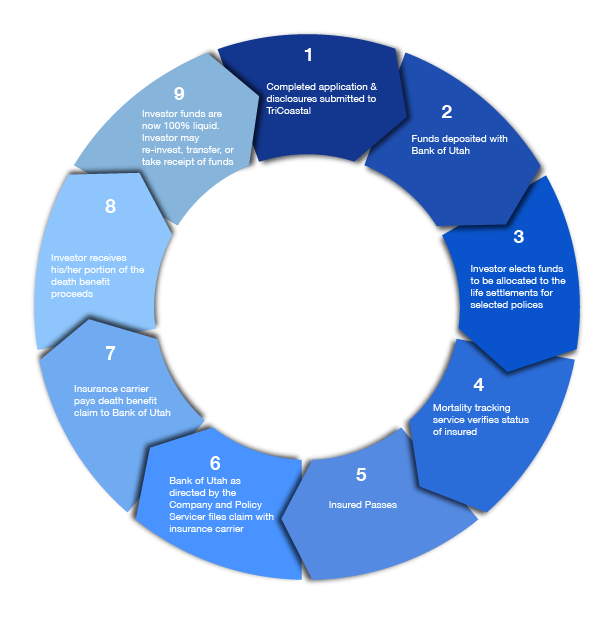 1
Completed application &
disclosures submitted to
TriCoastal
2
Funds deposited with
Bank of Utah
3
Investor elects funds
to be allocated to the
life settlements for
selected polices
4
Mortality tracking
service verifies status
of insured
5
Insured Passes
6
Bank of Utah as
directed by the
Company and Policy
Servicer files claim with
insurance carrier
7
Insurance carrier
pays death benefit
claim to Bank of Utah
8
Investor receives
his/her portion of the
death benefit
proceeds
9
Investor funds are
now 100% liquid.
Investor may
re-invest, transfer, or
take receipt of funds